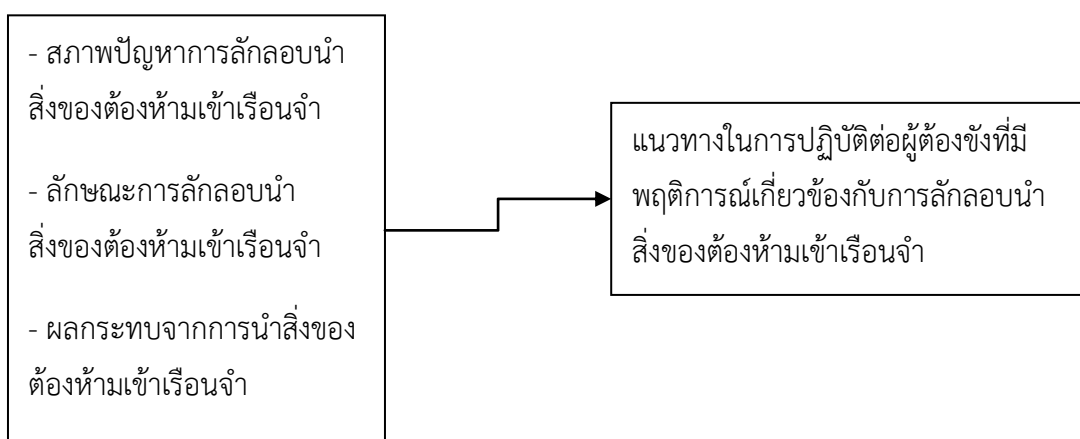 - สภาพปัญหาการลักลอบนำ
สิ่งของต้องห้ามเข้าเรือนจำ
- ลักษณะการลักลอบนำ
สิ่งของต้องห้ามเข้าเรือนจำ
- ผลกระทบจากการนำสิ่งของ
ต้องห้ามเข้าเรือนจำ
แนวทางในการปฏิบัติต่อผู้ต้องขังที่มี
พฤติการณ์เกี่ยวข้องกับการลักลอบนำ
สิ่งของต้องห้ามเข้าเรือนจำ